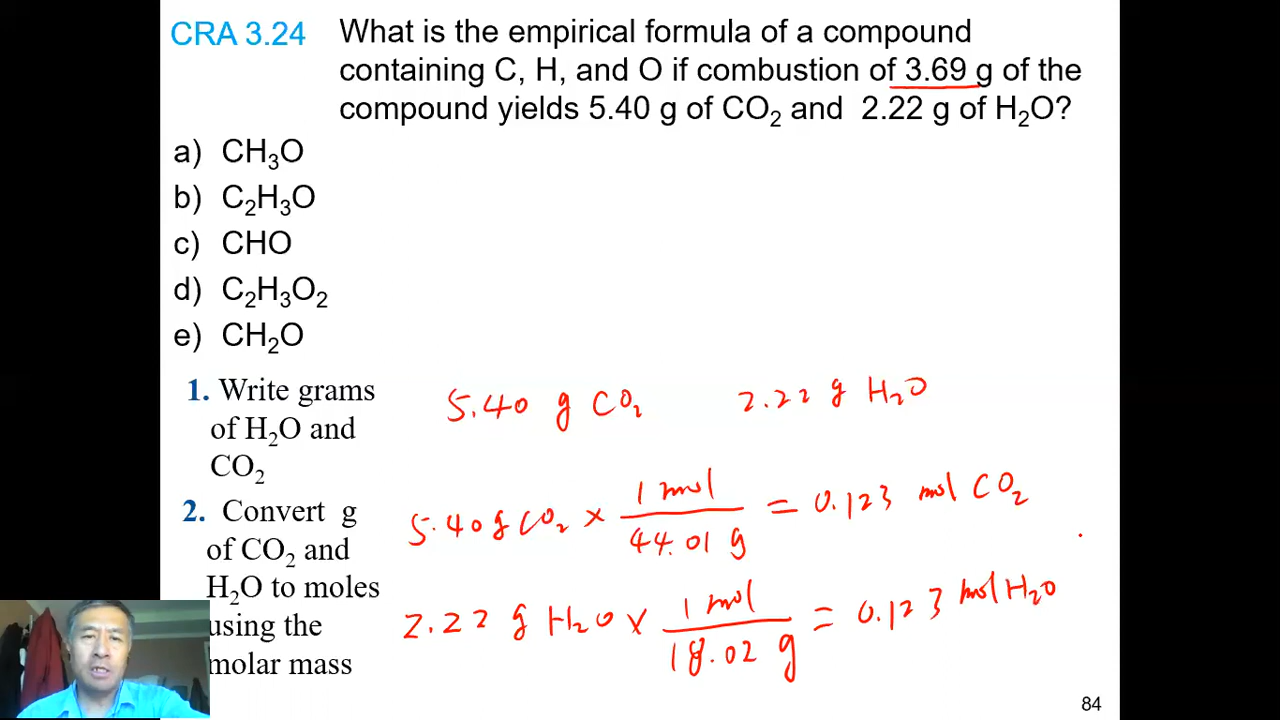 CRA 3.24 What is the empirical formula of a compound
containing C, H, and O if combustion of 3.69 g of the
compound yields 5.40 g of CO₂ and 2.22 g of H₂O?
a) CH₃O
b) C₂H₃O
c) CHO
d) C₂H₃O₂
e) CH₂O
1. Write grams
of H₂O and
CO₂
5.40 g CO₂ 2.22 g H₂O
2. Convert g
of CO₂ and
H₂O to moles
using the
molar mass
5.40 g CO₂ × 1 mol / 44.01 g = 0.123 mol CO₂
2.22 g H₂O × 1 mol / 18.02 g = 0.123 mol H₂O
84